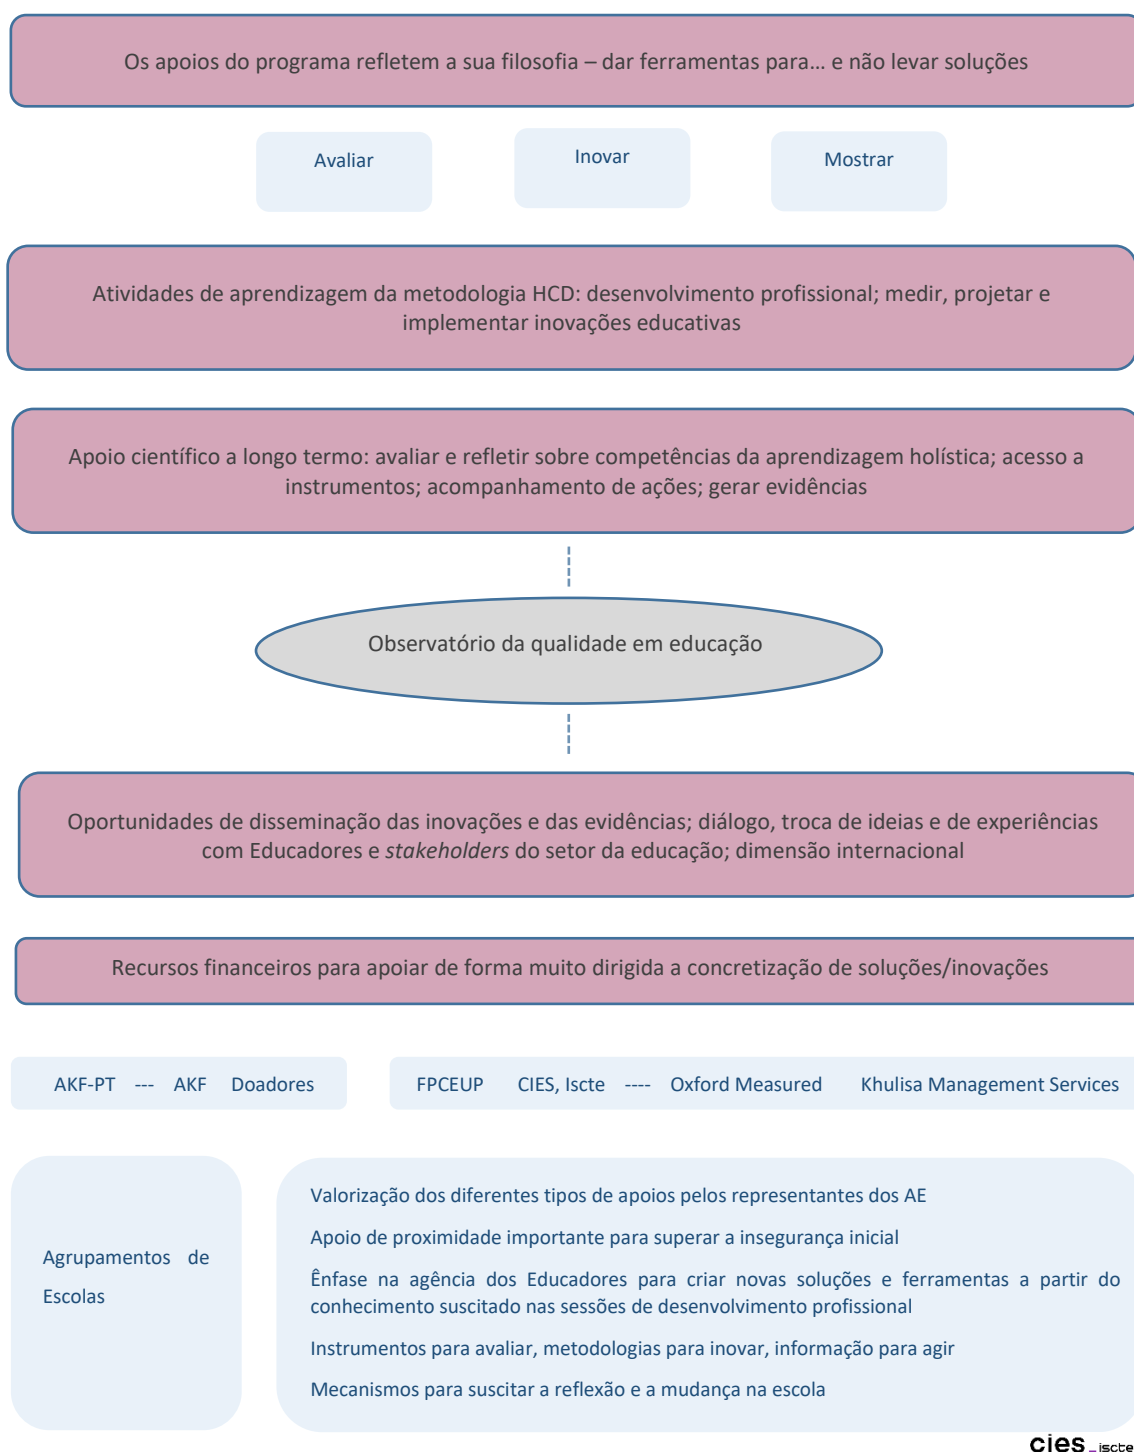 Os apoios do programa refletem a sua filosofia – dar ferramentas para… e não levar soluções
Avaliar
Inovar
Mostrar
Atividades de aprendizagem da metodologia HCD: desenvolvimento profissional; medir, projetar e
implementar inovações educativas
Apoio científico a longo termo: avaliar e refletir sobre competências da aprendizagem holística; acesso a
instrumentos; acompanhamento de ações; gerar evidências
Observatório da qualidade em educação
Oportunidades de disseminação das inovações e das evidências; diálogo, troca de ideias e de experiências
com Educadores e stakeholders do setor da educação; dimensão internacional
Recursos financeiros para apoiar de forma muito dirigida a concretização de soluções/inovações
AKF-PT --- AKF Doadores
FPCEUP CIES, Iscte ---- Oxford Measured Khulisa Management Services
Agrupamentos de
Escolas
Valorização dos diferentes tipos de apoios pelos representantes dos AE
Apoio de proximidade importante para superar a insegurança inicial
Ênfase na agência dos Educadores para criar novas soluções e ferramentas a partir do
conhecimento suscitado nas sessões de desenvolvimento profissional
Instrumentos para avaliar, metodologias para inovar, informação para agir
Mecanismos para suscitar a reflexão e a mudança na escola
cies_iscte